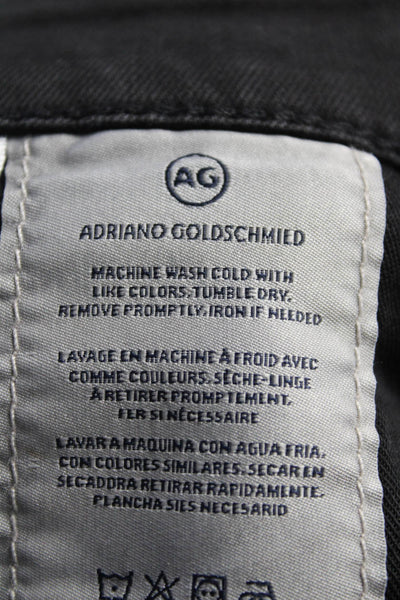 AG
ADRIANO GOLDSCHMIED
MACHINE WASH COLD WITH
LIKE COLORS. TUMBLE DRY.
REMOVE PROMPTLY. IRON IF NEEDED
LAVAGE EN MACHINE À FROID AVEC
COMME COULEURS. SÈCHE-LINGE
À RETIRER PROMPTEMENT.
FER SI NÉCESSAIRE
LAVAR A MAQUINA CON AGUA FRIA.
CON COLORES SIMILARES. SECAR EN
SECADORA RETIRAR RAPIDAMENTE.
PLANCHA SIES NECESARIO